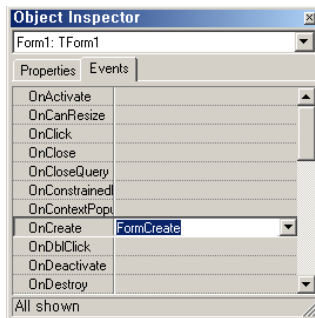 Object Inspector
Form1: TForm1
Properties Events
OnActivate
OnCanResize
OnClick
OnClose
OnCloseQuery
OnConstrainedl
OnContextPopu
OnCreate FormCreate
OnDblClick
OnDeactivate
OnDestroy
All shown